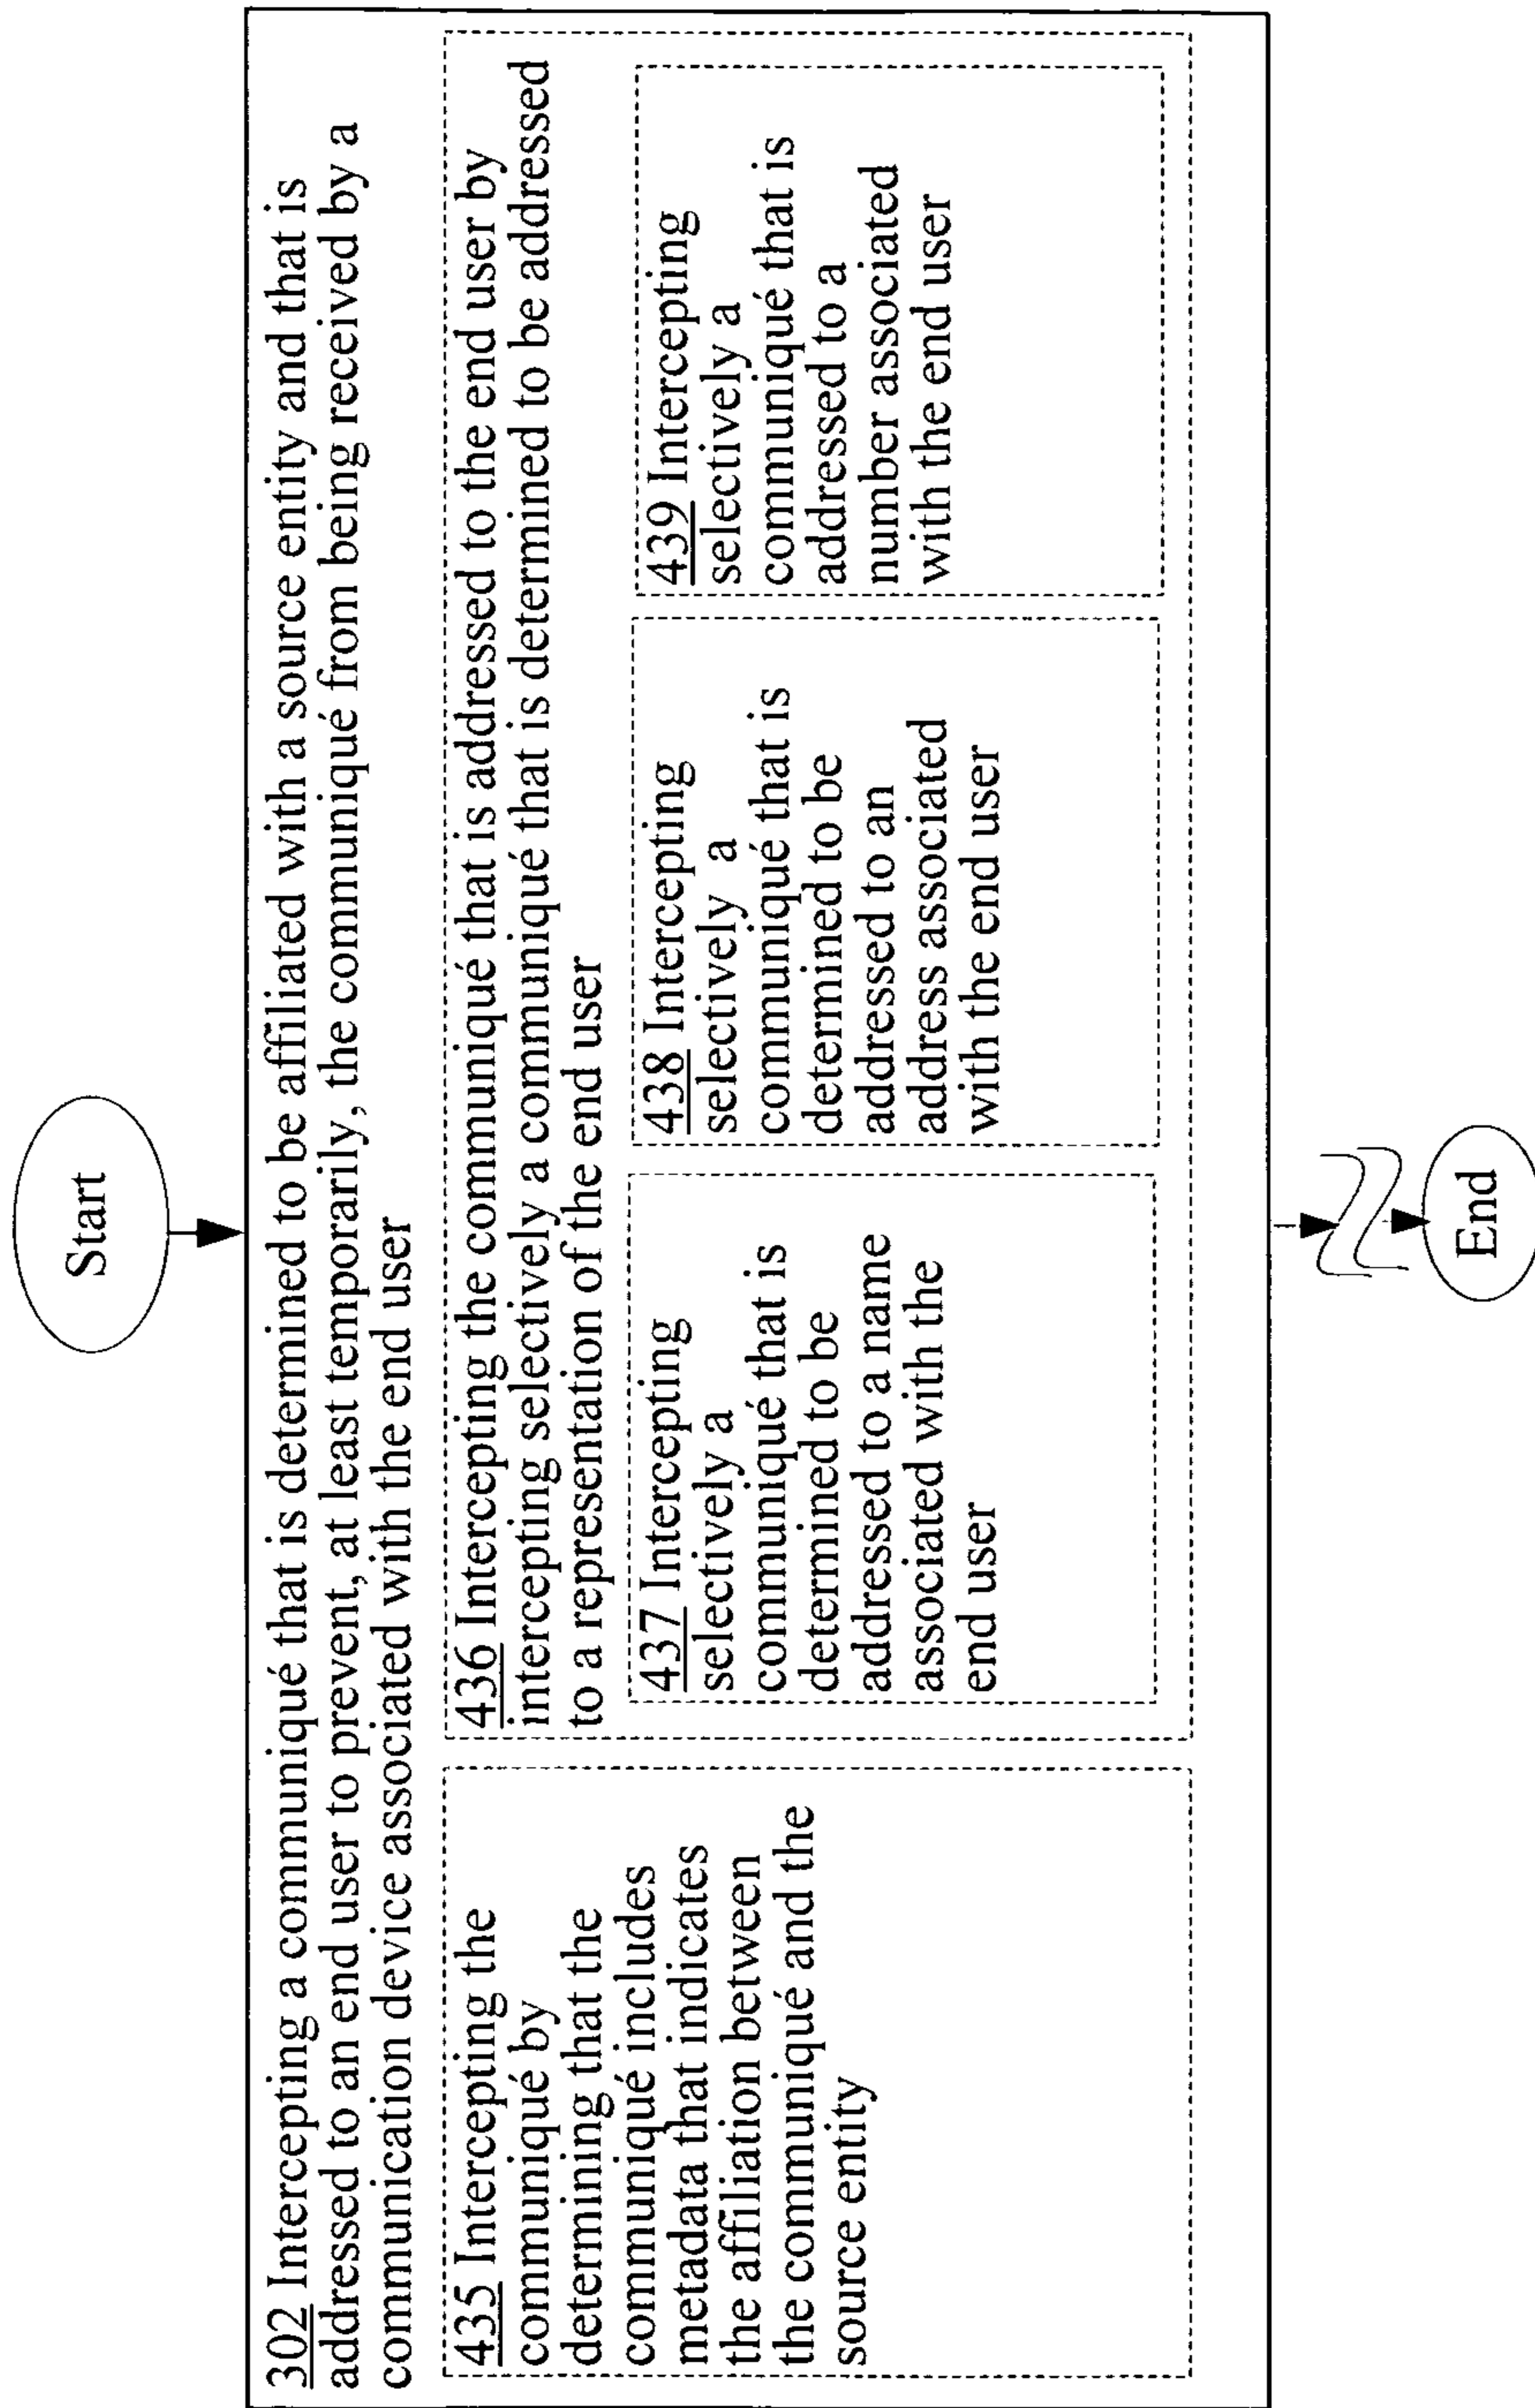 Start
302 Intercepting a communiqué that is determined to be affiliated with a source entity and that is
addressed to an end user to prevent, at least temporarily, the communiqué from being received by a
communication device associated with the end user
435 Intercepting the
communiqué by
determining that the
communiqué includes
metadata that indicates
the affiliation between
the communiqué and the
source entity
436 Intercepting the communiqué that is addressed to the end user by
intercepting selectively a communiqué that is determined to be addressed
to a representation of the end user
437 Intercepting
selectively a
communiqué that is
determined to be
addressed to a name
associated with the
end user
438 Intercepting
selectively a
communiqué that is
determined to be
addressed to an
address associated
with the end user
439 Intercepting
selectively a
communiqué that is
addressed to a
number associated
with the end user
End